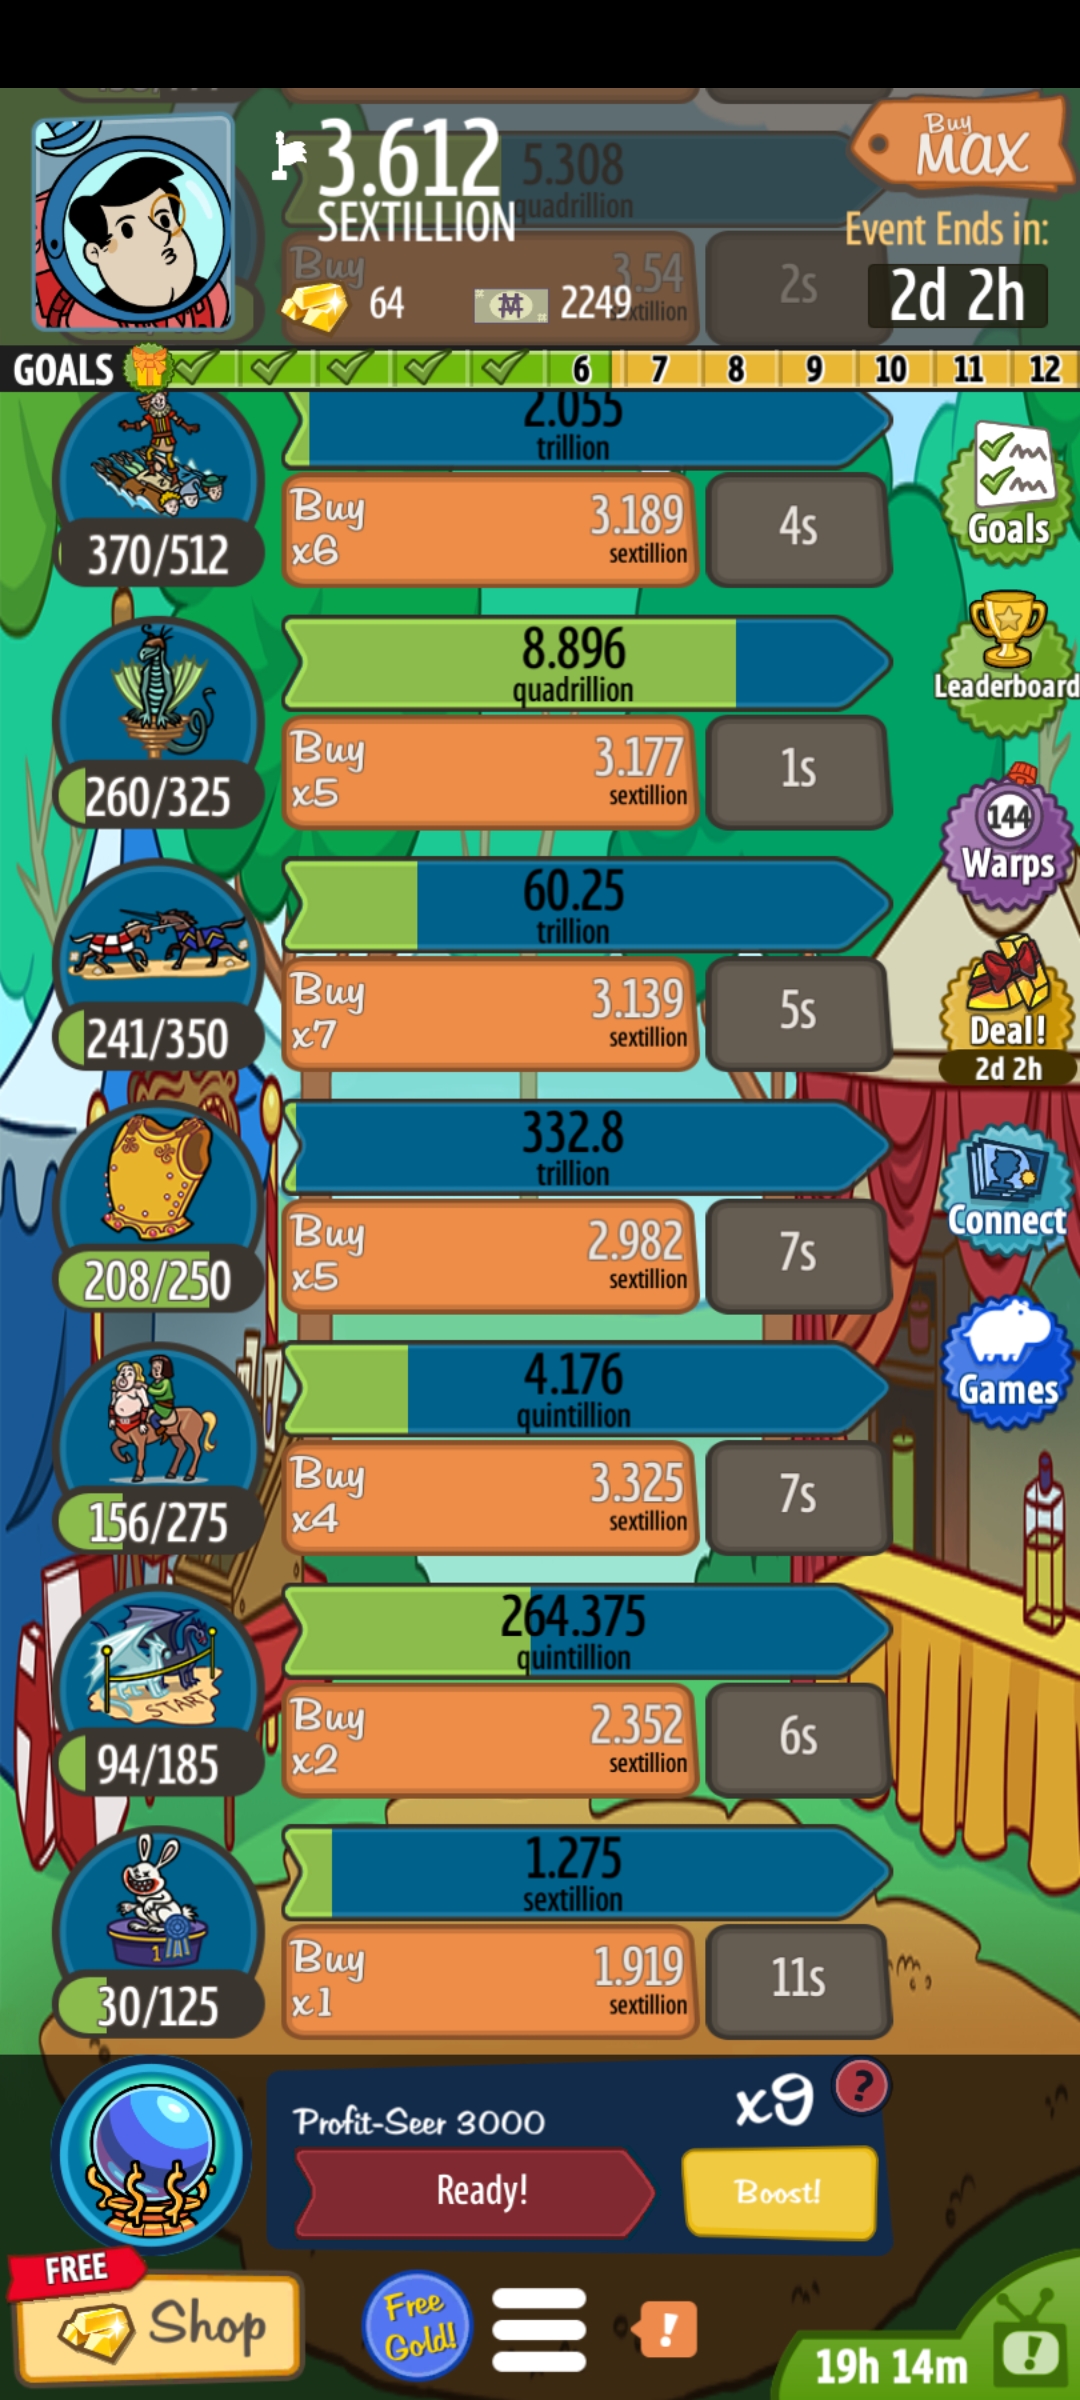 3.612
SEXTILLION
5.308
quadrillion
Buy
MAX
Event Ends in:
2d 2h
Buy
3.54
2s
64
2249
GOALS 6 7 8 9 10 11 12
2.055
trillion
370/512
Buy
x6
3.189
sextillion
4s
Goals
8.896
quadrillion
260/325
Buy
x5
3.177
sextillion
1s
Leaderboard
144
Warps
60.25
trillion
241/350
Buy
x7
3.139
sextillion
5s
Deal!
2d 2h
332.8
trillion
208/250
Buy
x5
2.982
sextillion
7s
Connect
4.176
quintillion
156/275
Buy
x4
3.325
sextillion
7s
Games
264.375
quintillion
START
94/185
Buy
x2
2.352
sextillion
6s
1.275
sextillion
1
30/125
Buy
x1
1.919
sextillion
11s
Profit-Seer 3000
x9
?
Ready!
Boost!
FREE
Shop
Free
Gold!
!
19h 14m
!